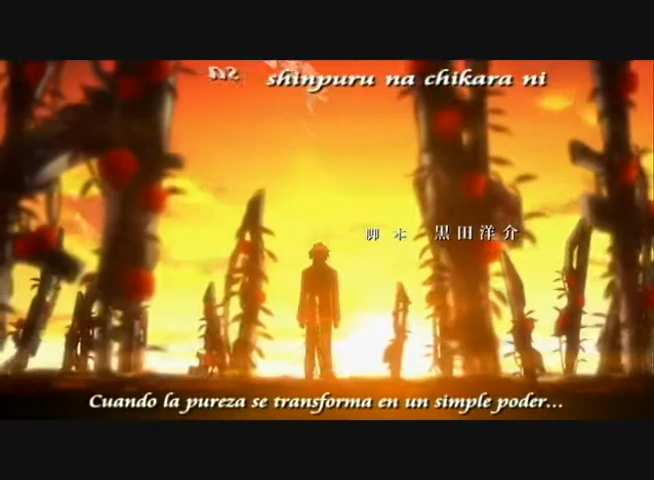 shinpuru na chikara ni
脚本 黒田洋介
Cuando la pureza se transforma en un simple poder...